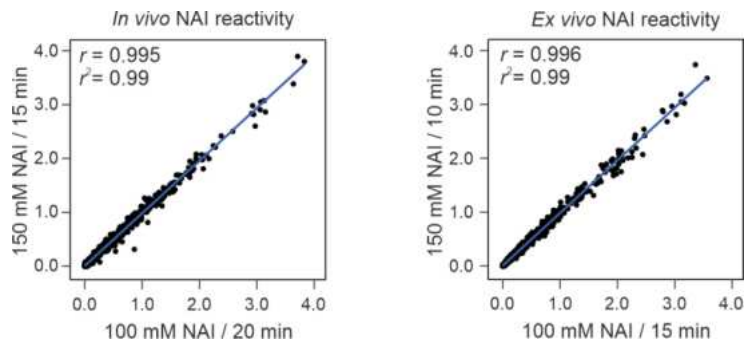 In vivo NAI reactivity
r = 0.995
r² = 0.99
150 mM NAI / 15 min
4.0
3.0
2.0
1.0
0.0
0.0 1.0 2.0 3.0 4.0
100 mM NAI / 20 min
Ex vivo NAI reactivity
r = 0.996
r² = 0.99
150 mM NAI / 10 min
4.0
3.0
2.0
1.0
0.0
0.0 1.0 2.0 3.0 4.0
100 mM NAI / 15 min